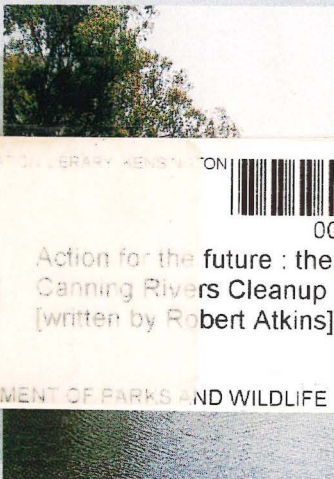 LIBRARY KENSINGTON
00
Action for the future : the
Canning Rivers Cleanup
[written by Robert Atkins]
MENT OF PARKS AND WILDLIFE